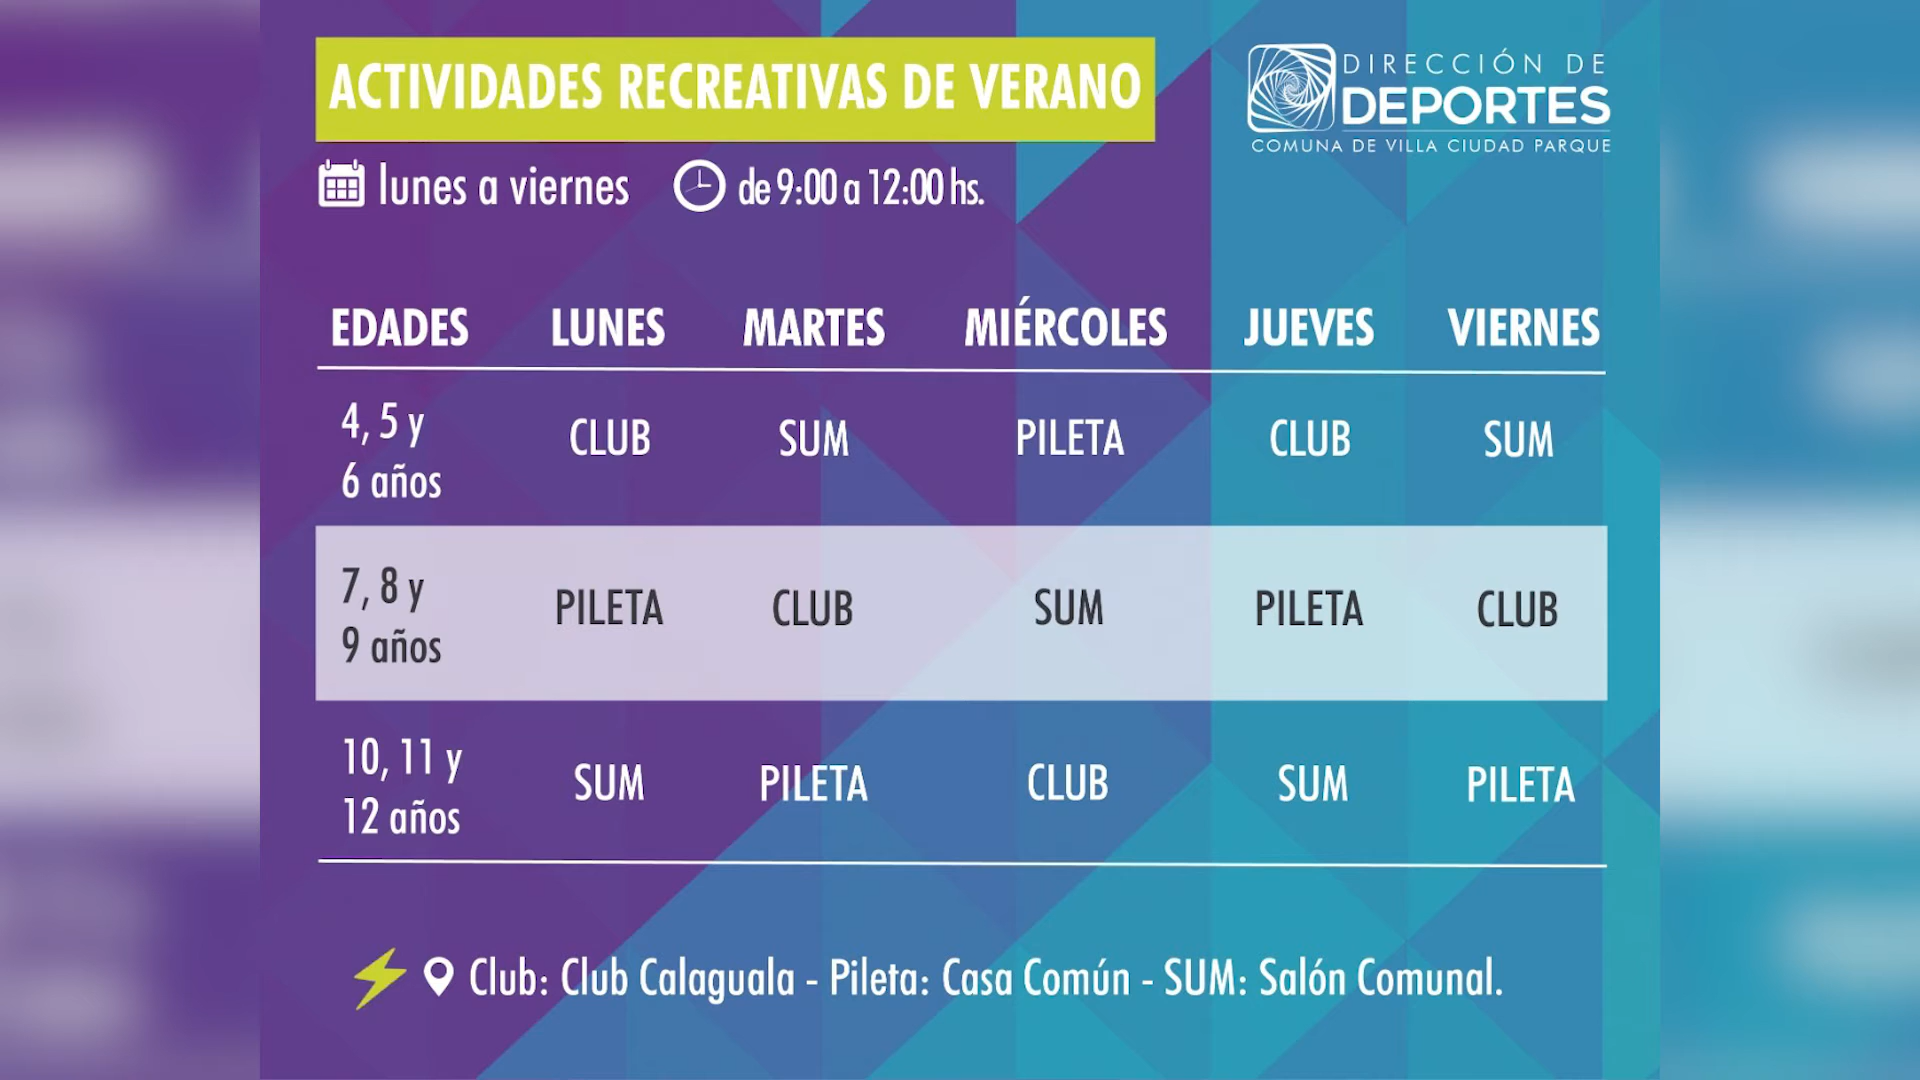 ACTIVIDADES RECREATIVAS DE VERANO
DIRECCIÓN DE
DEPORTES
COMUNA DE VILLA CIUDAD PARQUE
lunes a viernes de 9:00 a 12:00 hs.
EDADES LUNES MARTES MIÉRCOLES JUEVES VIERNES
4, 5 y
6 años
CLUB SUM PILETA CLUB SUM
7, 8 y
9 años
PILETA CLUB SUM PILETA CLUB
10, 11 y
12 años
SUM PILETA CLUB SUM PILETA
Club: Club Calaguala - Pileta: Casa Común - SUM: Salón Comunal.